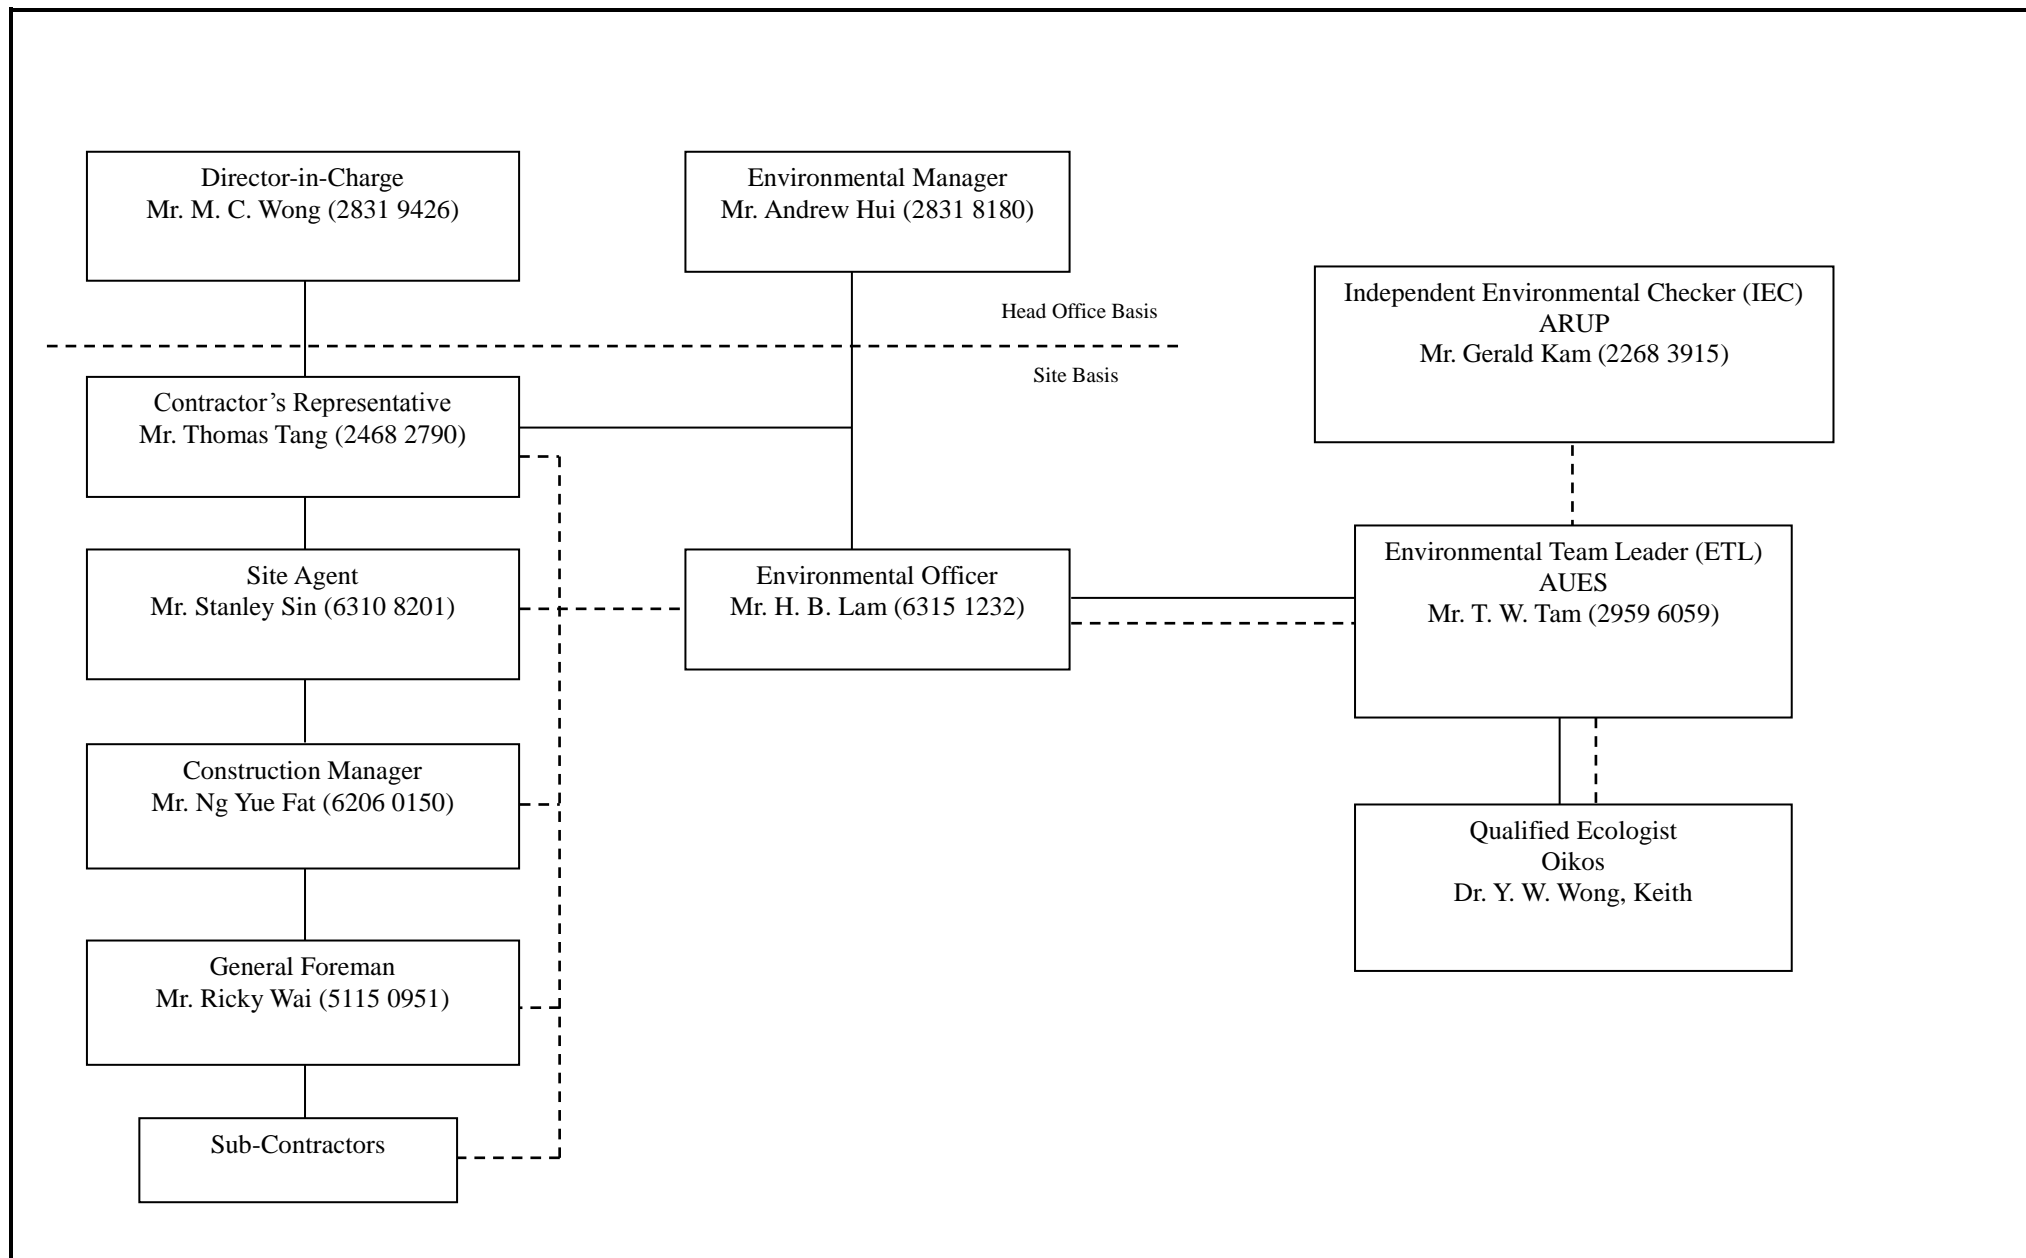 Director-in-Charge
Mr. M. C. Wong (2831 9426)
Environmental Manager
Mr. Andrew Hui (2831 8180)
Head Office Basis
Site Basis
Independent Environmental Checker (IEC)
ARUP
Mr. Gerald Kam (2268 3915)
Contractor’s Representative
Mr. Thomas Tang (2468 2790)
Site Agent
Mr. Stanley Sin (6310 8201)
Environmental Officer
Mr. H. B. Lam (6315 1232)
Environmental Team Leader (ETL)
AUES
Mr. T. W. Tam (2959 6059)
Construction Manager
Mr. Ng Yue Fat (6206 0150)
Qualified Ecologist
Oikos
Dr. Y. W. Wong, Keith
General Foreman
Mr. Ricky Wai (5115 0951)
Sub-Contractors